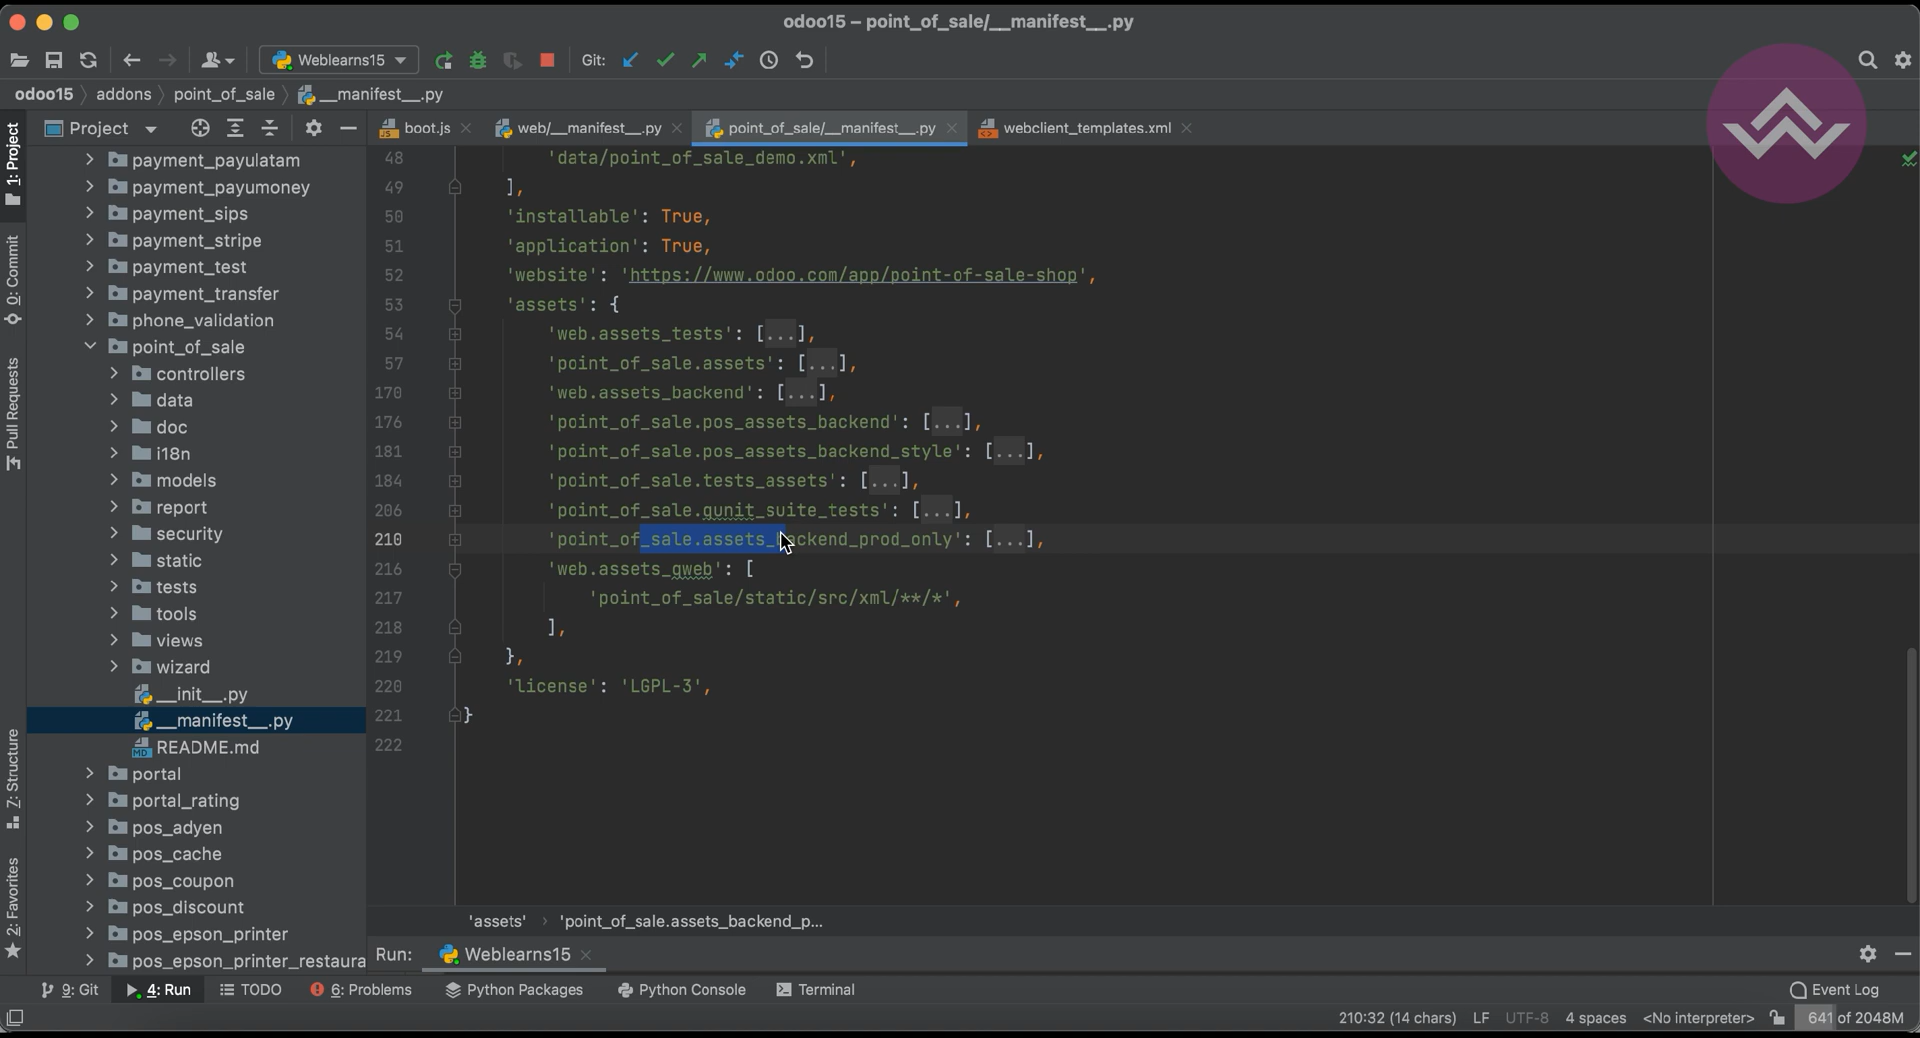 odoo15 – point_of_sale/__manifest__.py
Weblearns15
Git:
odoo15 addons point_of_sale __manifest__.py
Project
boot.js
web/__manifest__.py
point_of_sale/__manifest__.py
webclient_templates.xml
1: Project
0: Commit
Pull Requests
Z: Structure
2: Favorites
payment_payulatam
payment_payumoney
payment_sips
payment_stripe
payment_test
payment_transfer
phone_validation
point_of_sale
controllers
data
doc
i18n
models
report
security
static
tests
tools
views
wizard
__init__.py
__manifest__.py
README.md
portal
portal_rating
pos_adyen
pos_cache
pos_coupon
pos_discount
pos_epson_printer
pos_epson_printer_restaura
48 'data/point_of_sale_demo.xml',
49 ],
50 'installable': True,
51 'application': True,
52 'website': 'https://www.odoo.com/app/point-of-sale-shop',
53 'assets': {
54 'web.assets_tests': [...],
57 'point_of_sale.assets': [...],
170 'web.assets_backend': [...],
176 'point_of_sale.pos_assets_backend': [...],
181 'point_of_sale.pos_assets_backend_style': [...],
184 'point_of_sale.tests_assets': [...],
206 'point_of_sale.qunit_suite_tests': [...],
210 'point_of_sale.assets_backend_prod_only': [...],
216 'web.assets_qweb': [
217 'point_of_sale/static/src/xml/**/*',
218 ],
219 },
220 'license': 'LGPL-3',
221 }
222
'assets' 'point_of_sale.assets_backend_p...
Run: Weblearns15
9: Git
4: Run
TODO
6: Problems
Python Packages
Python Console
Terminal
Event Log
210:32 (14 chars) LF UTF-8 4 spaces <No interpreter> 641 of 2048M